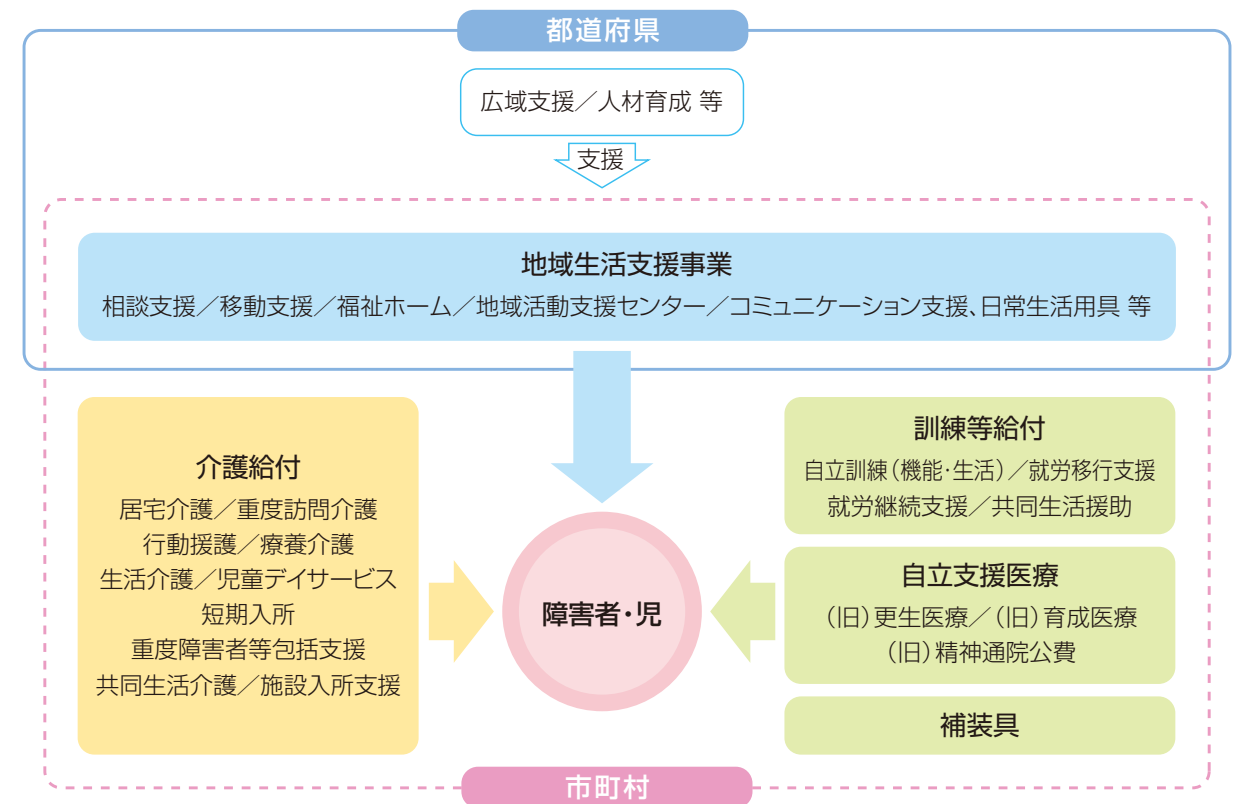 都道府県
広域支援／人材育成 等
支援
地域生活支援事業
相談支援／移動支援／福祉ホーム／地域活動支援センター／コミュニケーション支援、日常生活用具 等
介護給付
居宅介護／重度訪問介護
行動援護／療養介護
生活介護／児童デイサービス
短期入所
重度障害者等包括支援
共同生活介護／施設入所支援
障害者・児
訓練等給付
自立訓練（機能・生活）／就労移行支援
就労継続支援／共同生活援助
自立支援医療
（旧）更生医療／（旧）育成医療
（旧）精神通院公費
補装具
市町村